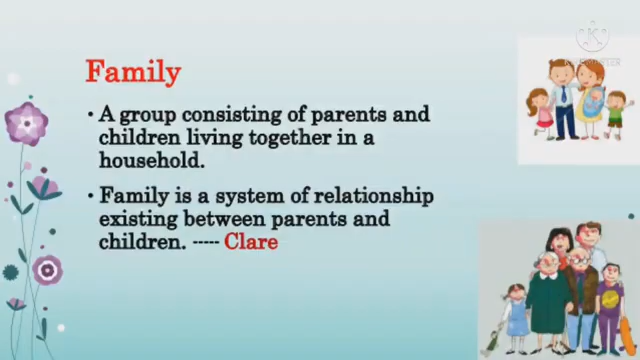 Family
• A group consisting of parents and
children living together in a
household.
• Family is a system of relationship
existing between parents and
children. ----- Clare